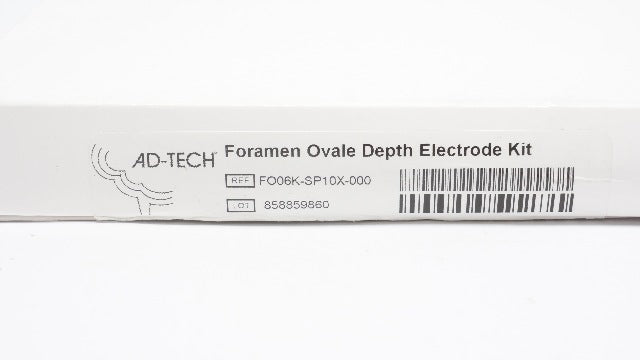 AD-TECH
Foramen Ovale Depth Electrode Kit
REF FO06K-SP10X-000
LOT 858859860